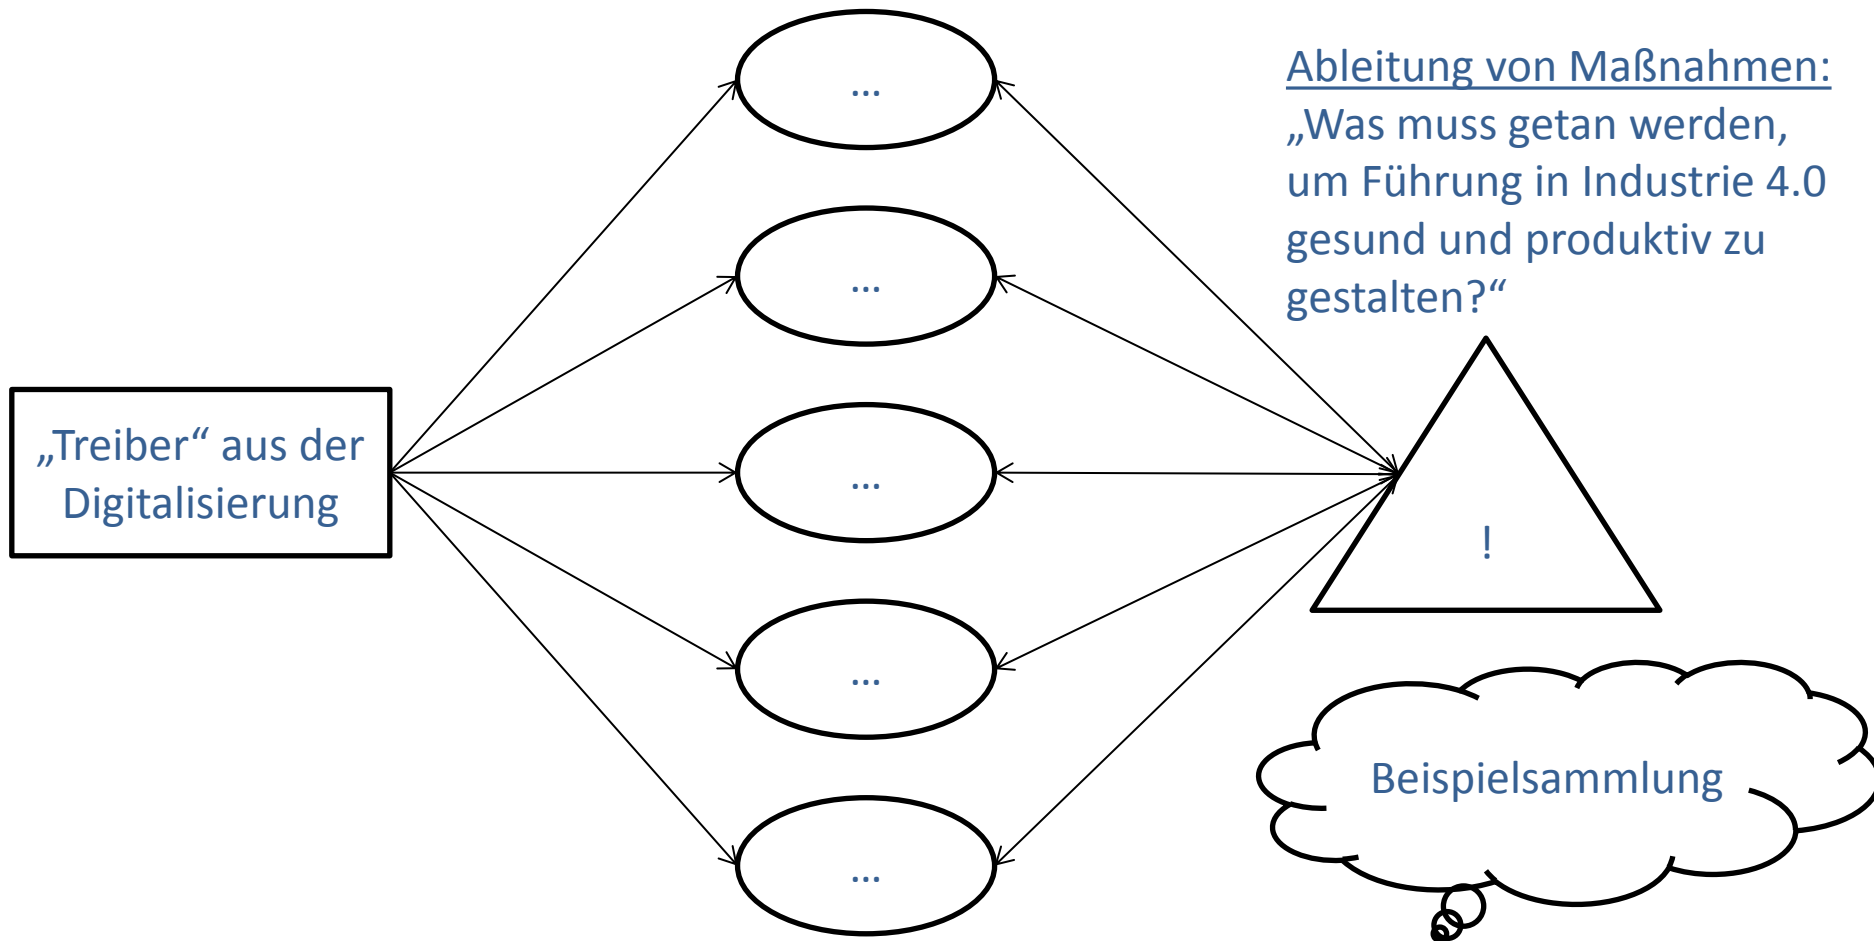 „Treiber“ aus der
Digitalisierung
…
…
…
…
…
Ableitung von Maßnahmen:
„Was muss getan werden,
um Führung in Industrie 4.0
gesund und produktiv zu
gestalten?“
!
Beispielsammlung